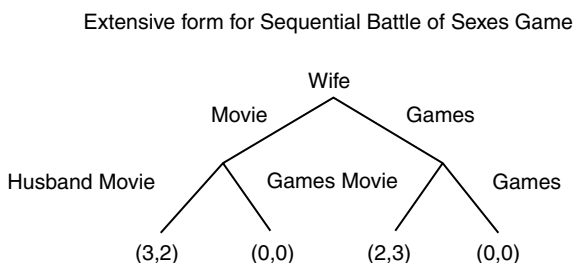 Extensive form for Sequential Battle of Sexes Game
Wife
Movie Games
Husband Movie Games Movie Games
(3,2) (0,0) (2,3) (0,0)